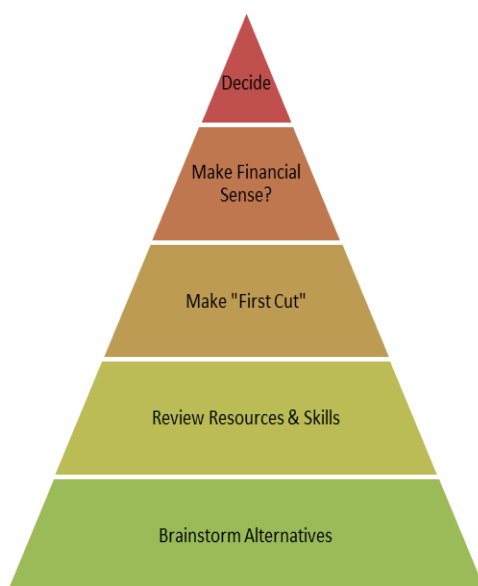 Decide
Make Financial
Sense?
Make "First Cut"
Review Resources & Skills
Brainstorm Alternatives